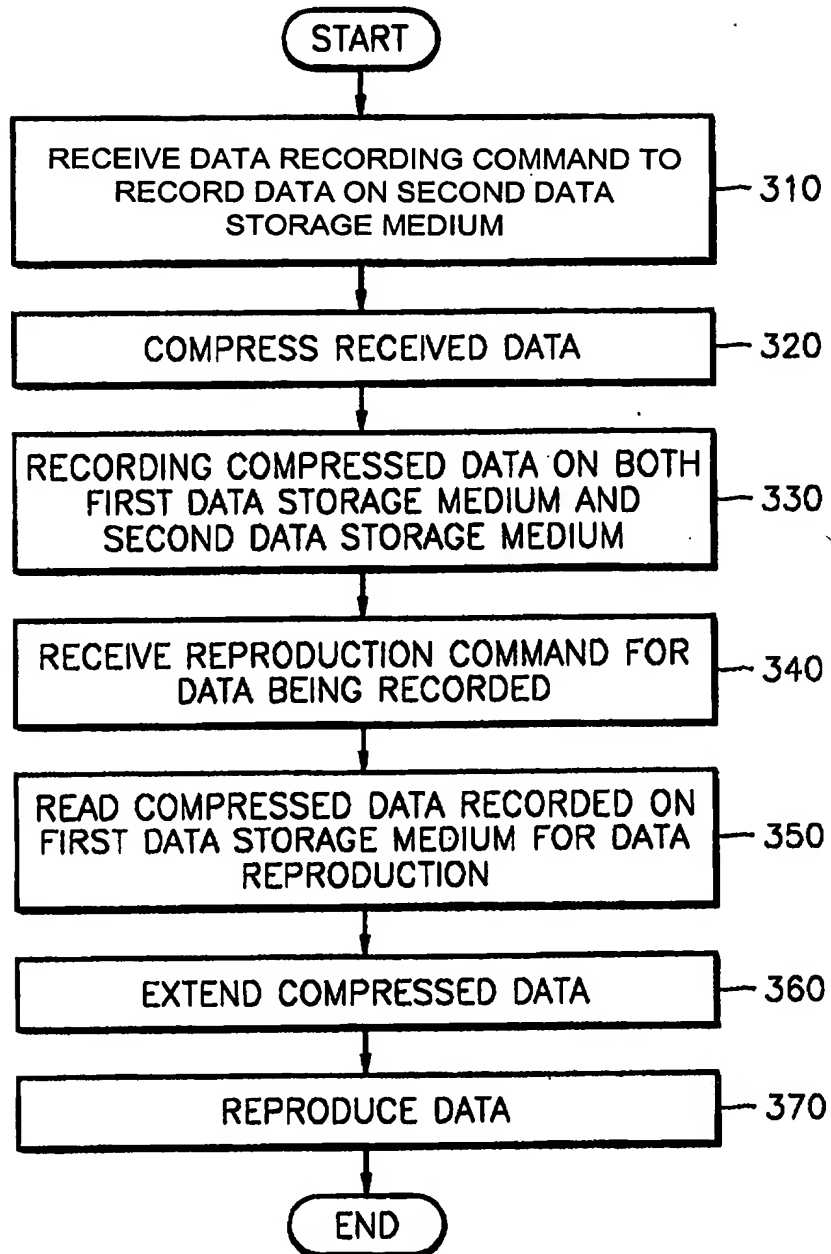 START
RECEIVE DATA RECORDING COMMAND TO
RECORD DATA ON SECOND DATA
STORAGE MEDIUM
310
COMPRESS RECEIVED DATA
320
RECORDING COMPRESSED DATA ON BOTH
FIRST DATA STORAGE MEDIUM AND
SECOND DATA STORAGE MEDIUM
330
RECEIVE REPRODUCTION COMMAND FOR
DATA BEING RECORDED
340
READ COMPRESSED DATA RECORDED ON
FIRST DATA STORAGE MEDIUM FOR DATA
REPRODUCTION
350
EXTEND COMPRESSED DATA
360
REPRODUCE DATA
370
END